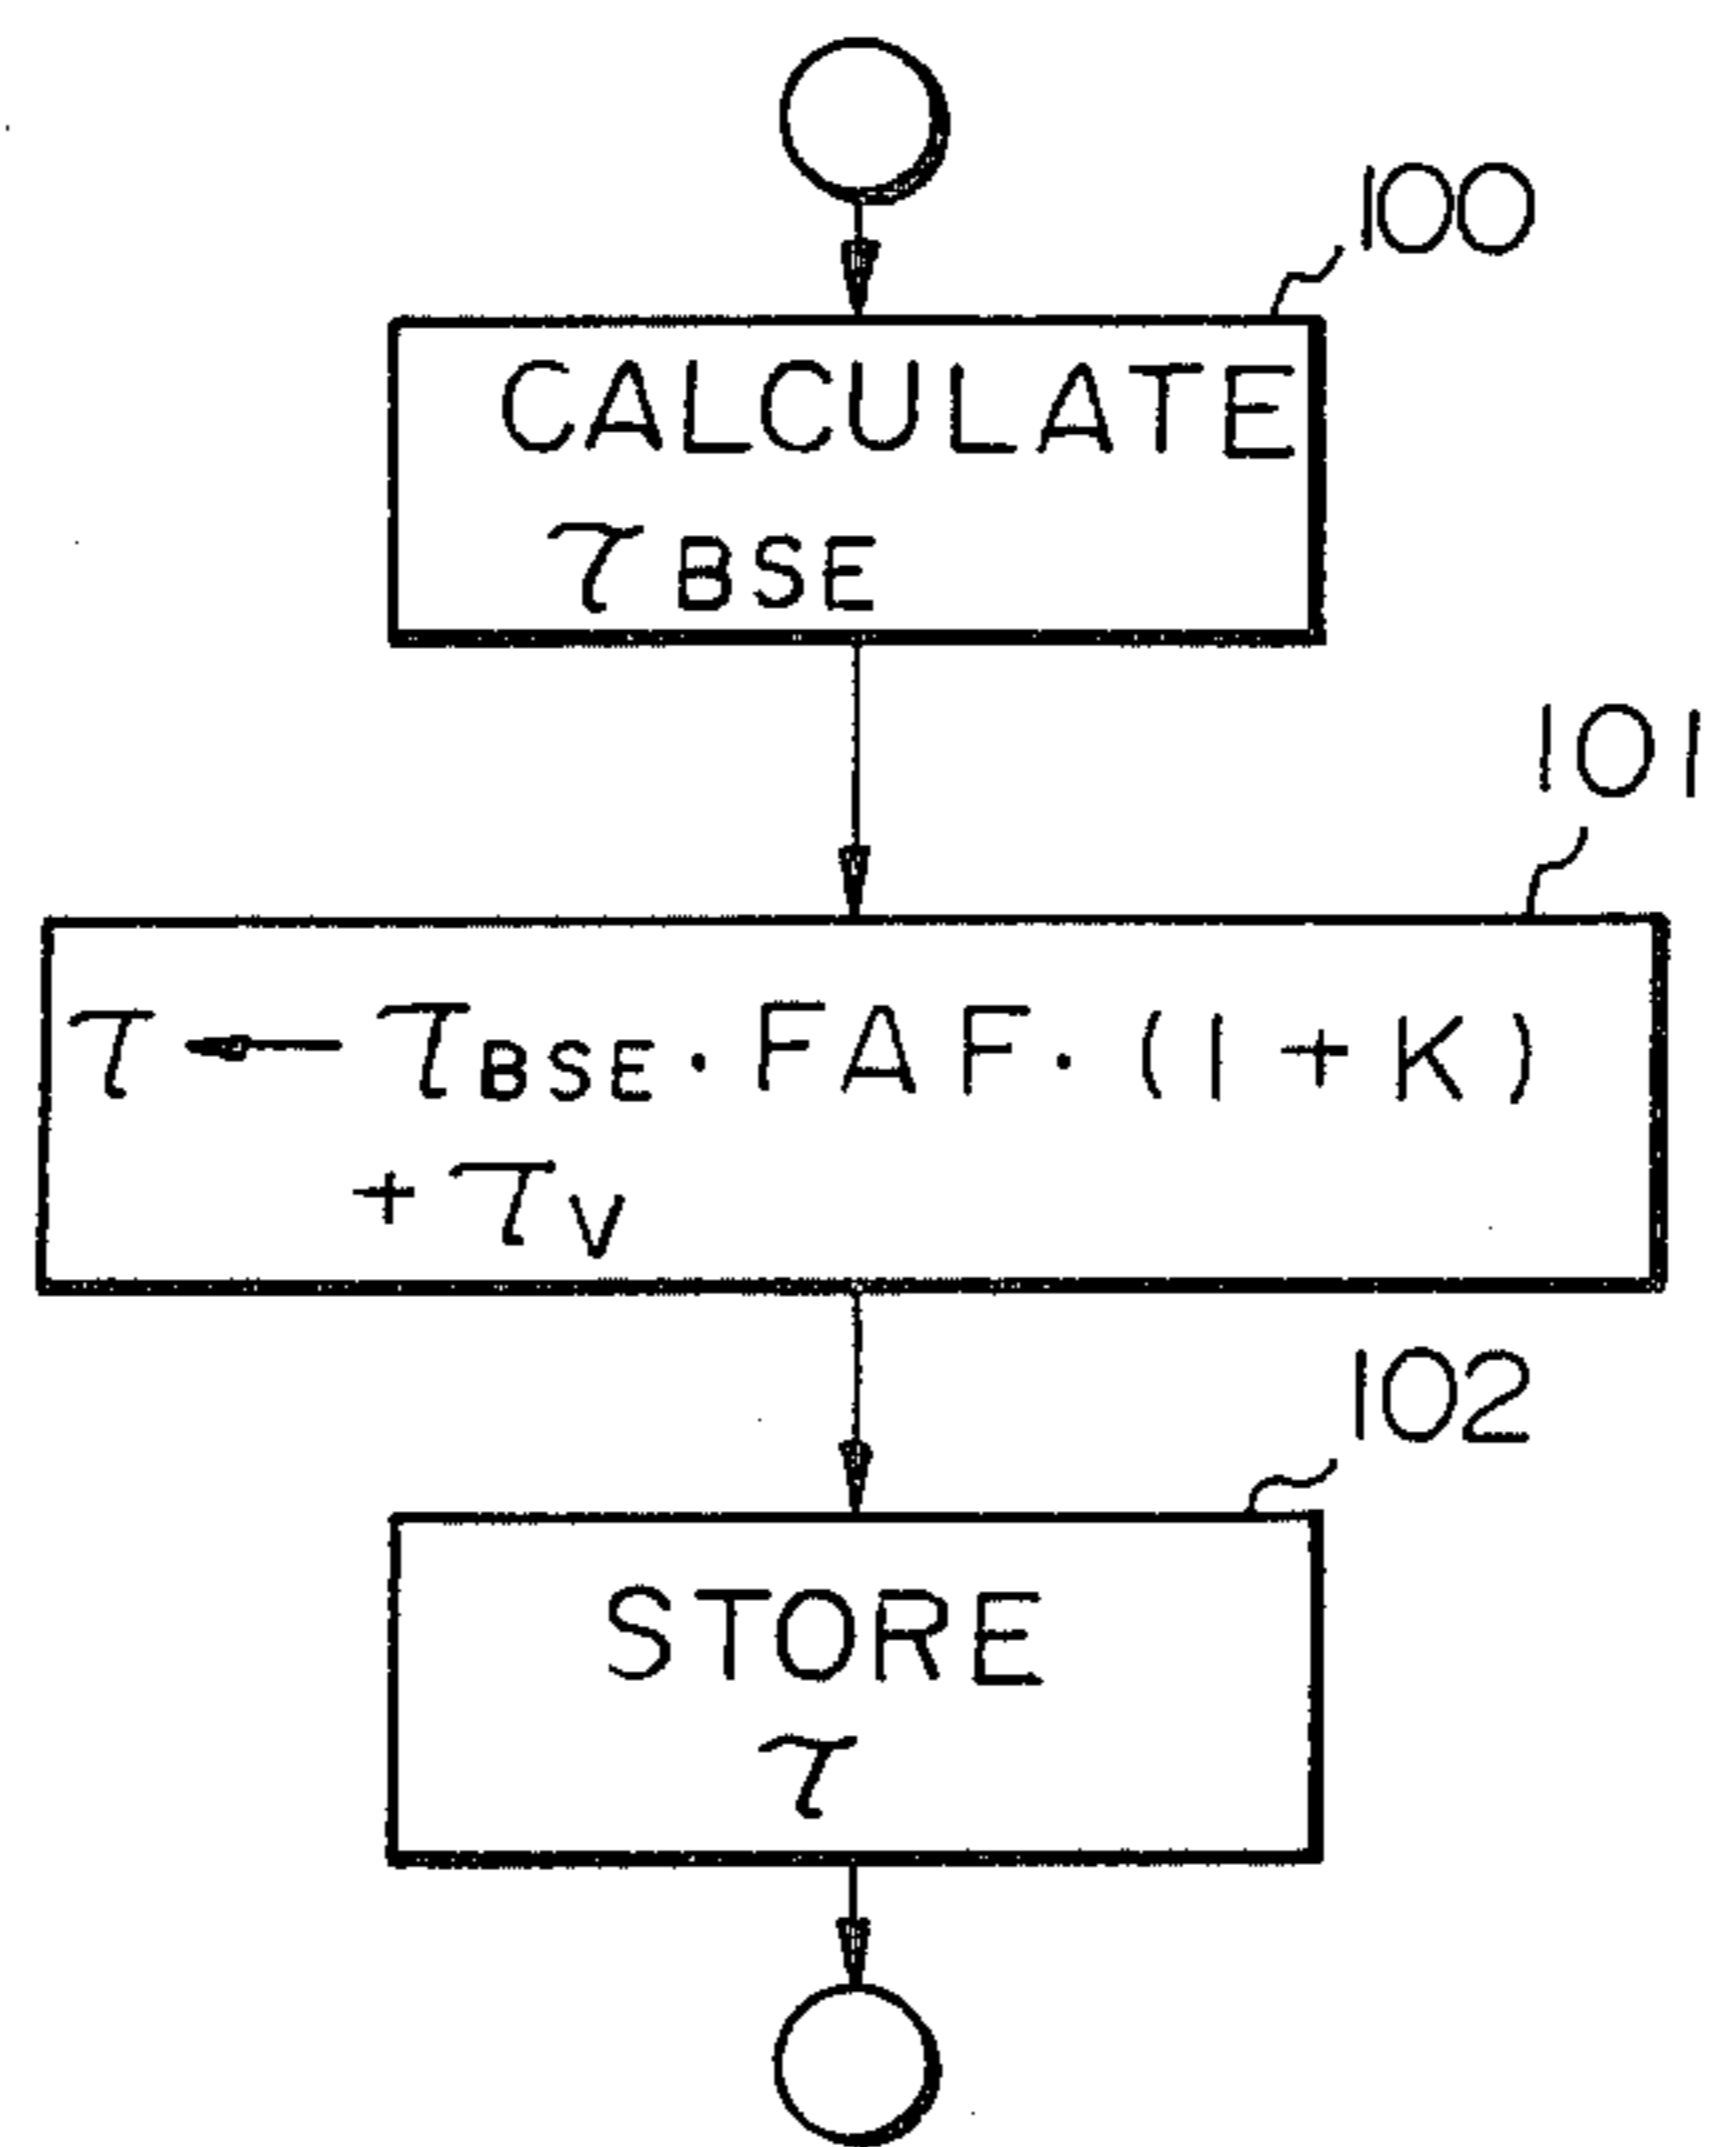 100
CALCULATE
τBSE
101
τ ← τBSE · FAF · (1 + K)
+ τV
102
STORE
τ